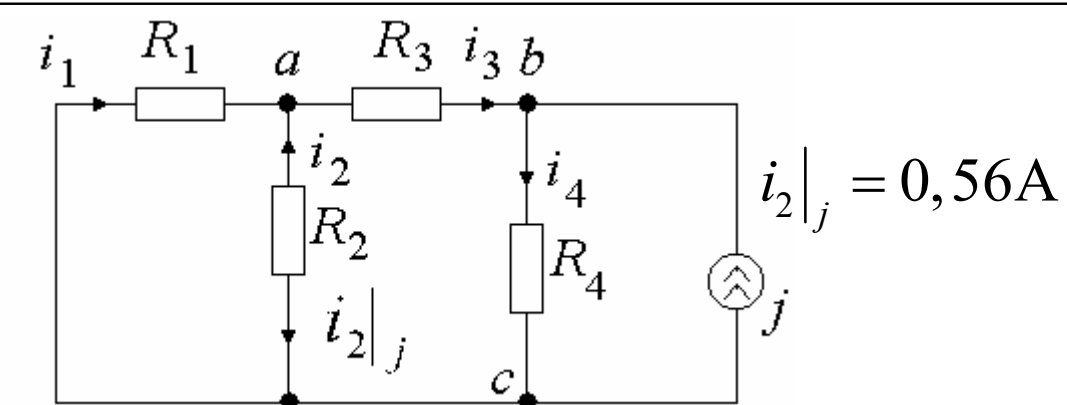 i₁ R₁ a R₃ i₃ b
i₂
i₄
i₂|ⱼ = 0,56A
R₂
R₄
i₂|ⱼ
j
c